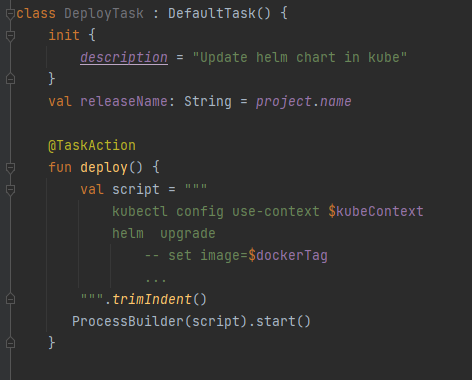 class DeployTask : DefaultTask() {
init {
description = "Update helm chart in kube"
}
val releaseName: String = project.name
@TaskAction
fun deploy() {
val script = """
kubectl config use-context $kubeContext
helm  upgrade
-- set image=$dockerTag
...
""".trimIndent()
ProcessBuilder(script).start()
}